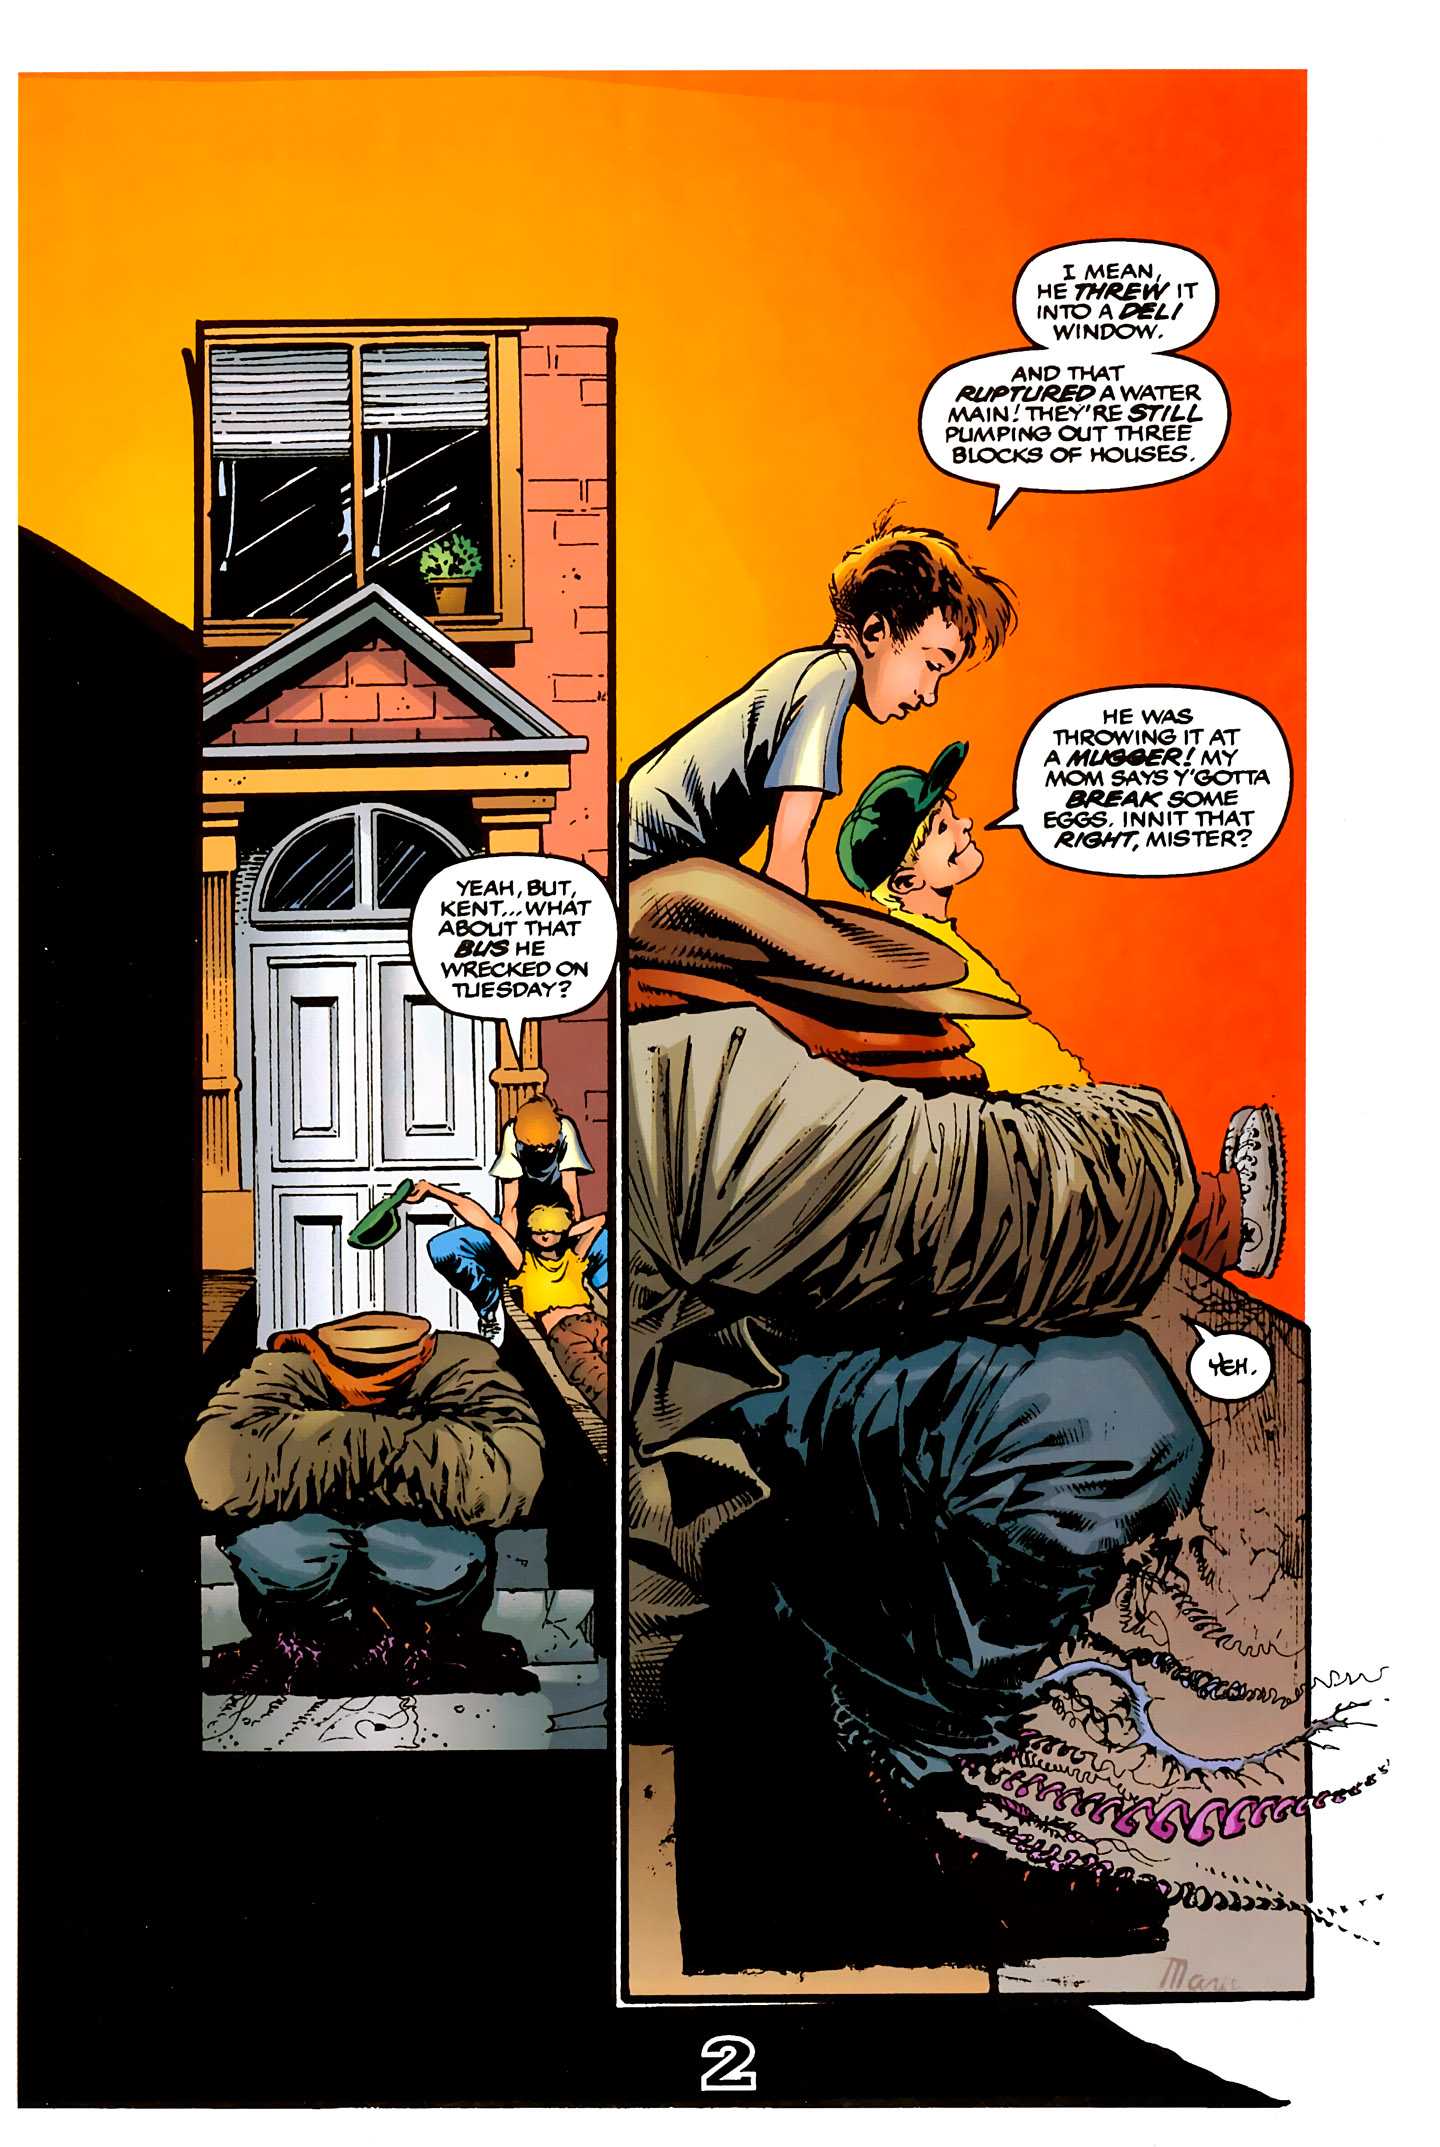 YEAH, BUT,
KENT...WHAT
ABOUT THAT
BUS HE
WRECKED ON
TUESDAY?
I MEAN,
HE THREW IT
INTO A DELI
WINDOW.
AND THAT
RUPTURED A WATER
MAIN! THEY'RE STILL
PUMPING OUT THREE
BLOCKS OF HOUSES.
HE WAS
THROWING IT AT
A MUGGER! MY
MOM SAYS Y'GOTTA
BREAK SOME
EGGS. INNIT THAT
RIGHT, MISTER?
YEH.
2